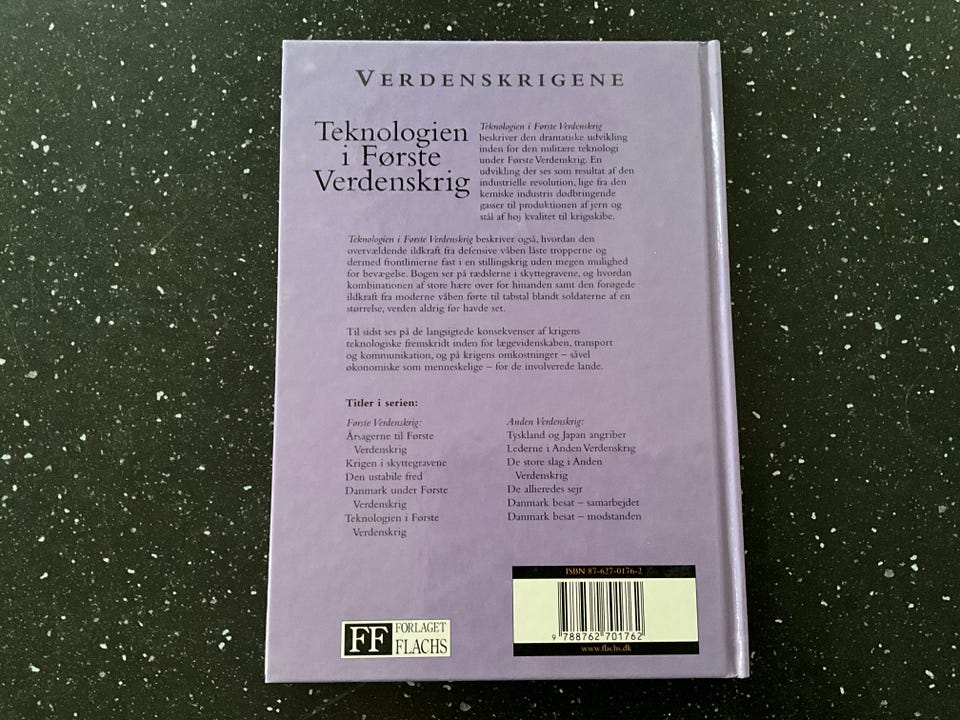 VERDENSKRIGENE
Teknologien
i Første
Verdenskrig
Teknologien i Første Verdenskrig
beskriver den dramatiske udvikling
inden for den militære teknologi
under Første Verdenskrig. En
udvikling der ses som resultat af den
industrielle revolution, lige fra den
kemiske industris dødbringende
gasser til produktionen af jern og
stål af høj kvalitet til krigsskibe.
Teknologien i Første Verdenskrig beskriver også, hvordan den
overvældende ildkraft fra defensive våben låste tropperne og
dermed frontlinierne fast i en stillingskrig uden megen mulighed
for bevægelse. Bogen ser på rædslerne i skyttegravene, og hvordan
kombinationen af store hære over for hinanden samt den forøgede
ildkraft fra moderne våben førte til tabstal blandt soldaterne af en
størrelse, verden aldrig før havde set.
Til sidst ses på de langsigtede konsekvenser af krigens
teknologiske fremskridt inden for lægevidenskaben, transport
og kommunikation, og på krigens omkostninger – såvel
økonomiske som menneskelige – for de involverede lande.
Titler i serien:
Første Verdenskrig:
Årsagerne til Første
Verdenskrig
Krigen i skyttegravene
Den ustabile fred
Danmark under Første
Verdenskrig
Teknologien i Første
Verdenskrig
Anden Verdenskrig:
Tyskland og Japan angriber
Lederne i Anden Verdenskrig
De store slag i Anden
Verdenskrig
De allieredes sejr
Danmark besat – samarbejdet
Danmark besat – modstanden
FF FORLAGET
FLACHS
ISBN 87-627-0176-2
9 788762 701762
www.flachs.dk